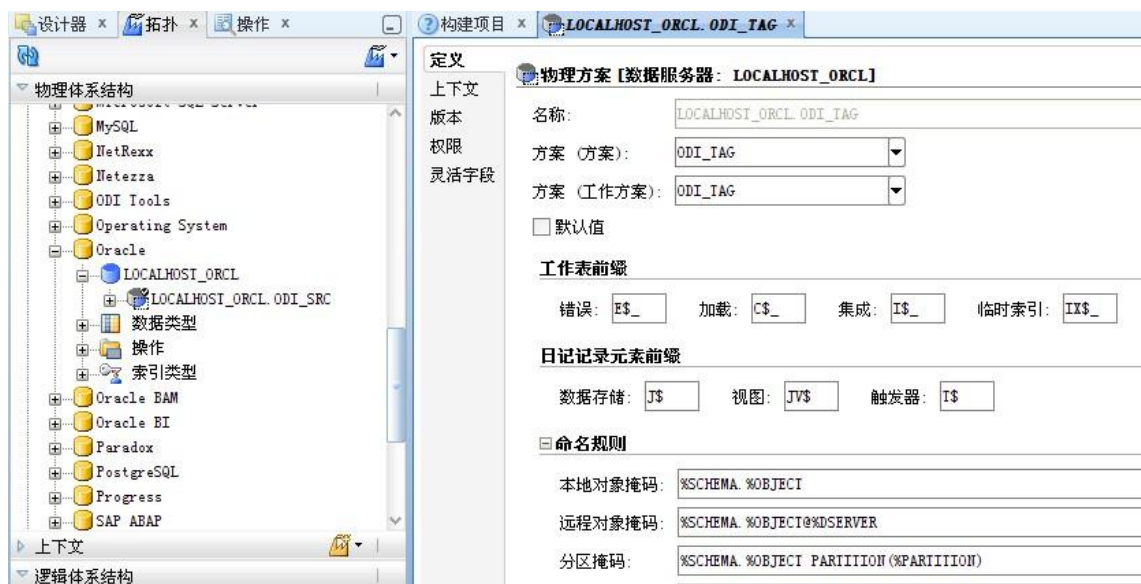 设计器 × 拓扑 × 操作 ×
物理体系结构
Microsoft SQL Server
MySQL
NetRexx
Netezza
ODI Tools
Operating System
Oracle
LOCALHOST_ORCL
LOCALHOST_ORCL.ODI_SRC
数据类型
操作
索引类型
Oracle BAM
Oracle BI
Paradox
PostgreSQL
Progress
SAP ABAP
上下文
逻辑体系结构
构建项目 × LOCALHOST_ORCL.ODI_TAG ×
定义
上下文
版本
权限
灵活字段
物理方案 [数据服务器: LOCALHOST_ORCL]
名称: LOCALHOST_ORCL.ODI_TAG
方案 (方案): ODI_TAG
方案 (工作方案): ODI_TAG
默认值
工作表前缀
错误: E$_ 加载: C$_ 集成: I$_ 临时索引: IX$_
日记记录元素前缀
数据存储: J$ 视图: JV$ 触发器: T$
命名规则
本地对象掩码: %SCHEMA.%OBJECT
远程对象掩码: %SCHEMA.%OBJECT@%DSERVER
分区掩码: %SCHEMA.%OBJECT PARTITION(%PARTITION)